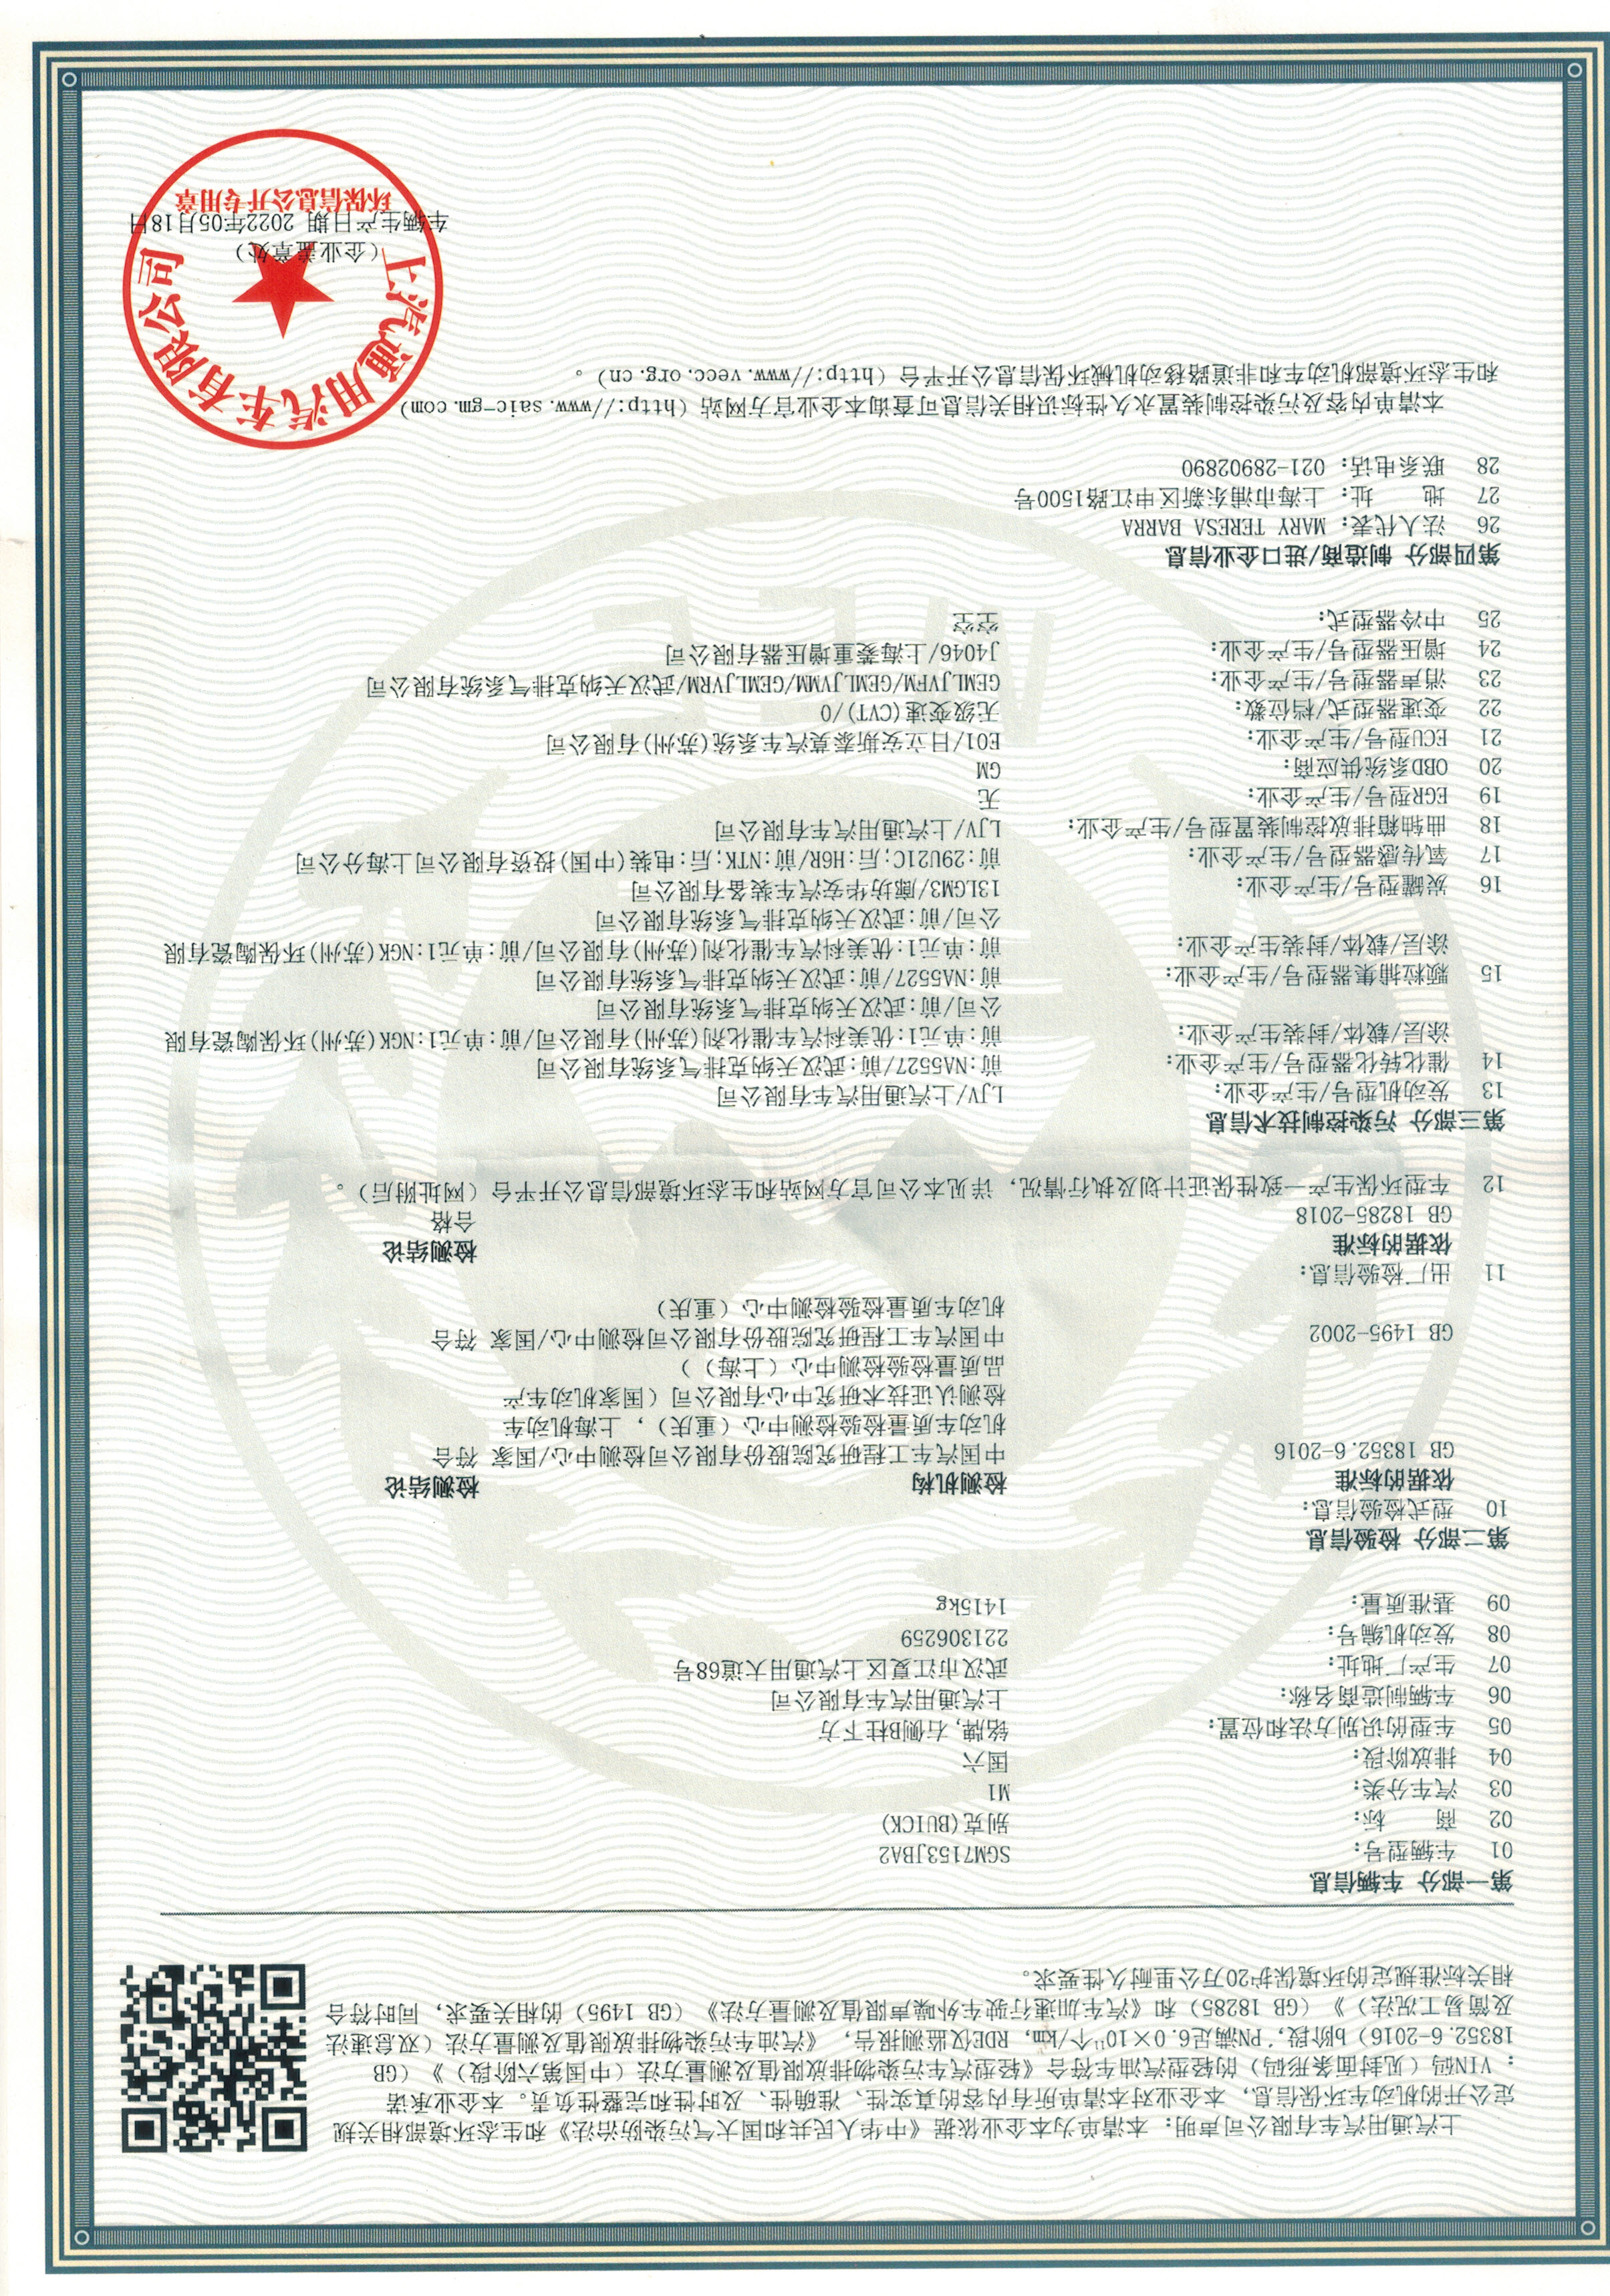 上汽通用汽车有限公司声明：本清单为本企业依据《中华人民共和国大气污染防治法》和生态环境部相关规
定公开的机动车环保信息，本企业对本清单所有内容的真实性、准确性、及时性和完整性负责。本企业承诺
：VIN码（见封面条形码）的轻型汽油车符合《轻型汽车污染物排放限值及测量方法（中国第六阶段）》（GB
18352.6-2016）b阶段，PN满足6.0×10¹¹个/km，RDE仅监测报告，《汽油车污染物排放限值及测量方法（双怠速法
及简易工况法）》（GB 18285）和《汽车加速行驶车外噪声限值及测量方法》（GB 1495）的相关要求，同时符合
相关标准规定的环境保护20万公里耐久性要求。
第一部分 车辆信息
01 车辆型号： SGM7153JBA2
02 商 标： 别克(BUICK)
03 汽车分类： M1
04 排放阶段： 国六
05 车型的识别方法和位置： 铭牌，右侧B柱下方
06 车辆制造商名称： 上汽通用汽车有限公司
07 生产厂地址： 武汉市江夏区上汽通用大道68号
08 发动机编号： 221306259
09 基准质量： 1415kg
第二部分 检验信息
10 型式检验信息：
依据的标准 检测机构 检测结论
GB 18352.6-2016 中国汽车工程研究院股份有限公司检测中心/国家 符合
机动车质量检验检测中心（重庆），上海机动车
检测认证技术研究中心有限公司（国家机动车产
品质量检验检测中心（上海））
GB 1495-2002 中国汽车工程研究院股份有限公司检测中心/国家 符合
机动车质量检验检测中心（重庆）
11 出厂检验信息：
依据的标准 检测结论
GB 18285-2018 合格
12 车型环保生产一致性保证计划及执行情况，详见本公司官方网站和生态环境部信息公开平台（网址附后）。
第三部分 污染控制技术信息
13 发动机型号/生产企业： LJV/上汽通用汽车有限公司
14 催化转化器型号/生产企业： 前:NA5527/前:武汉天纳克排气系统有限公司
涂层/载体/封装生产企业： 前:单元1:优美科汽车催化剂(苏州)有限公司/前:单元1:NGK(苏州)环保陶瓷有限
公司/前:武汉天纳克排气系统有限公司
15 颗粒捕集器型号/生产企业： 前:NA5527/前:武汉天纳克排气系统有限公司
涂层/载体/封装生产企业： 前:单元1:优美科汽车催化剂(苏州)有限公司/前:单元1:NGK(苏州)环保陶瓷有限
公司/前:武汉天纳克排气系统有限公司
16 炭罐型号/生产企业： 13LGM3/廊坊华安汽车装备有限公司
17 氧传感器型号/生产企业： 前:29U21C;后:H6R/前:NTK;后:电装(中国)投资有限公司上海分公司
18 曲轴箱排放控制装置型号/生产企业： LJV/上汽通用汽车有限公司
19 EGR型号/生产企业： 无
20 OBD系统供应商： GM
21 ECU型号/生产企业： E01/日立安斯泰莫汽车系统(苏州)有限公司
22 变速器型式/档位数： 无级变速(CVT)/0
23 消声器型号/生产企业： GEMLJVFM/GEMLJVMM/GEMLJVRM/武汉天纳克排气系统有限公司
24 增压器型号/生产企业： J4046/上海菱重增压器有限公司
25 中冷器型式： 空空
第四部分 制造商/进口企业信息
26 法人代表： MARY TERESA BARRA
27 地 址： 上海市浦东新区申江路1500号
28 联系电话： 021-28902890
本清单内容及污染控制装置永久性标识相关信息可查询本企业官方网站（http://www.saic-gm.com）
和生态环境部机动车和非道路移动机械环保信息公开平台（http://www.vecc.org.cn）。
上汽通用汽车有限公司
（企业盖章处）
车辆生产日期 2022年05月18日
环保信息公开专用章